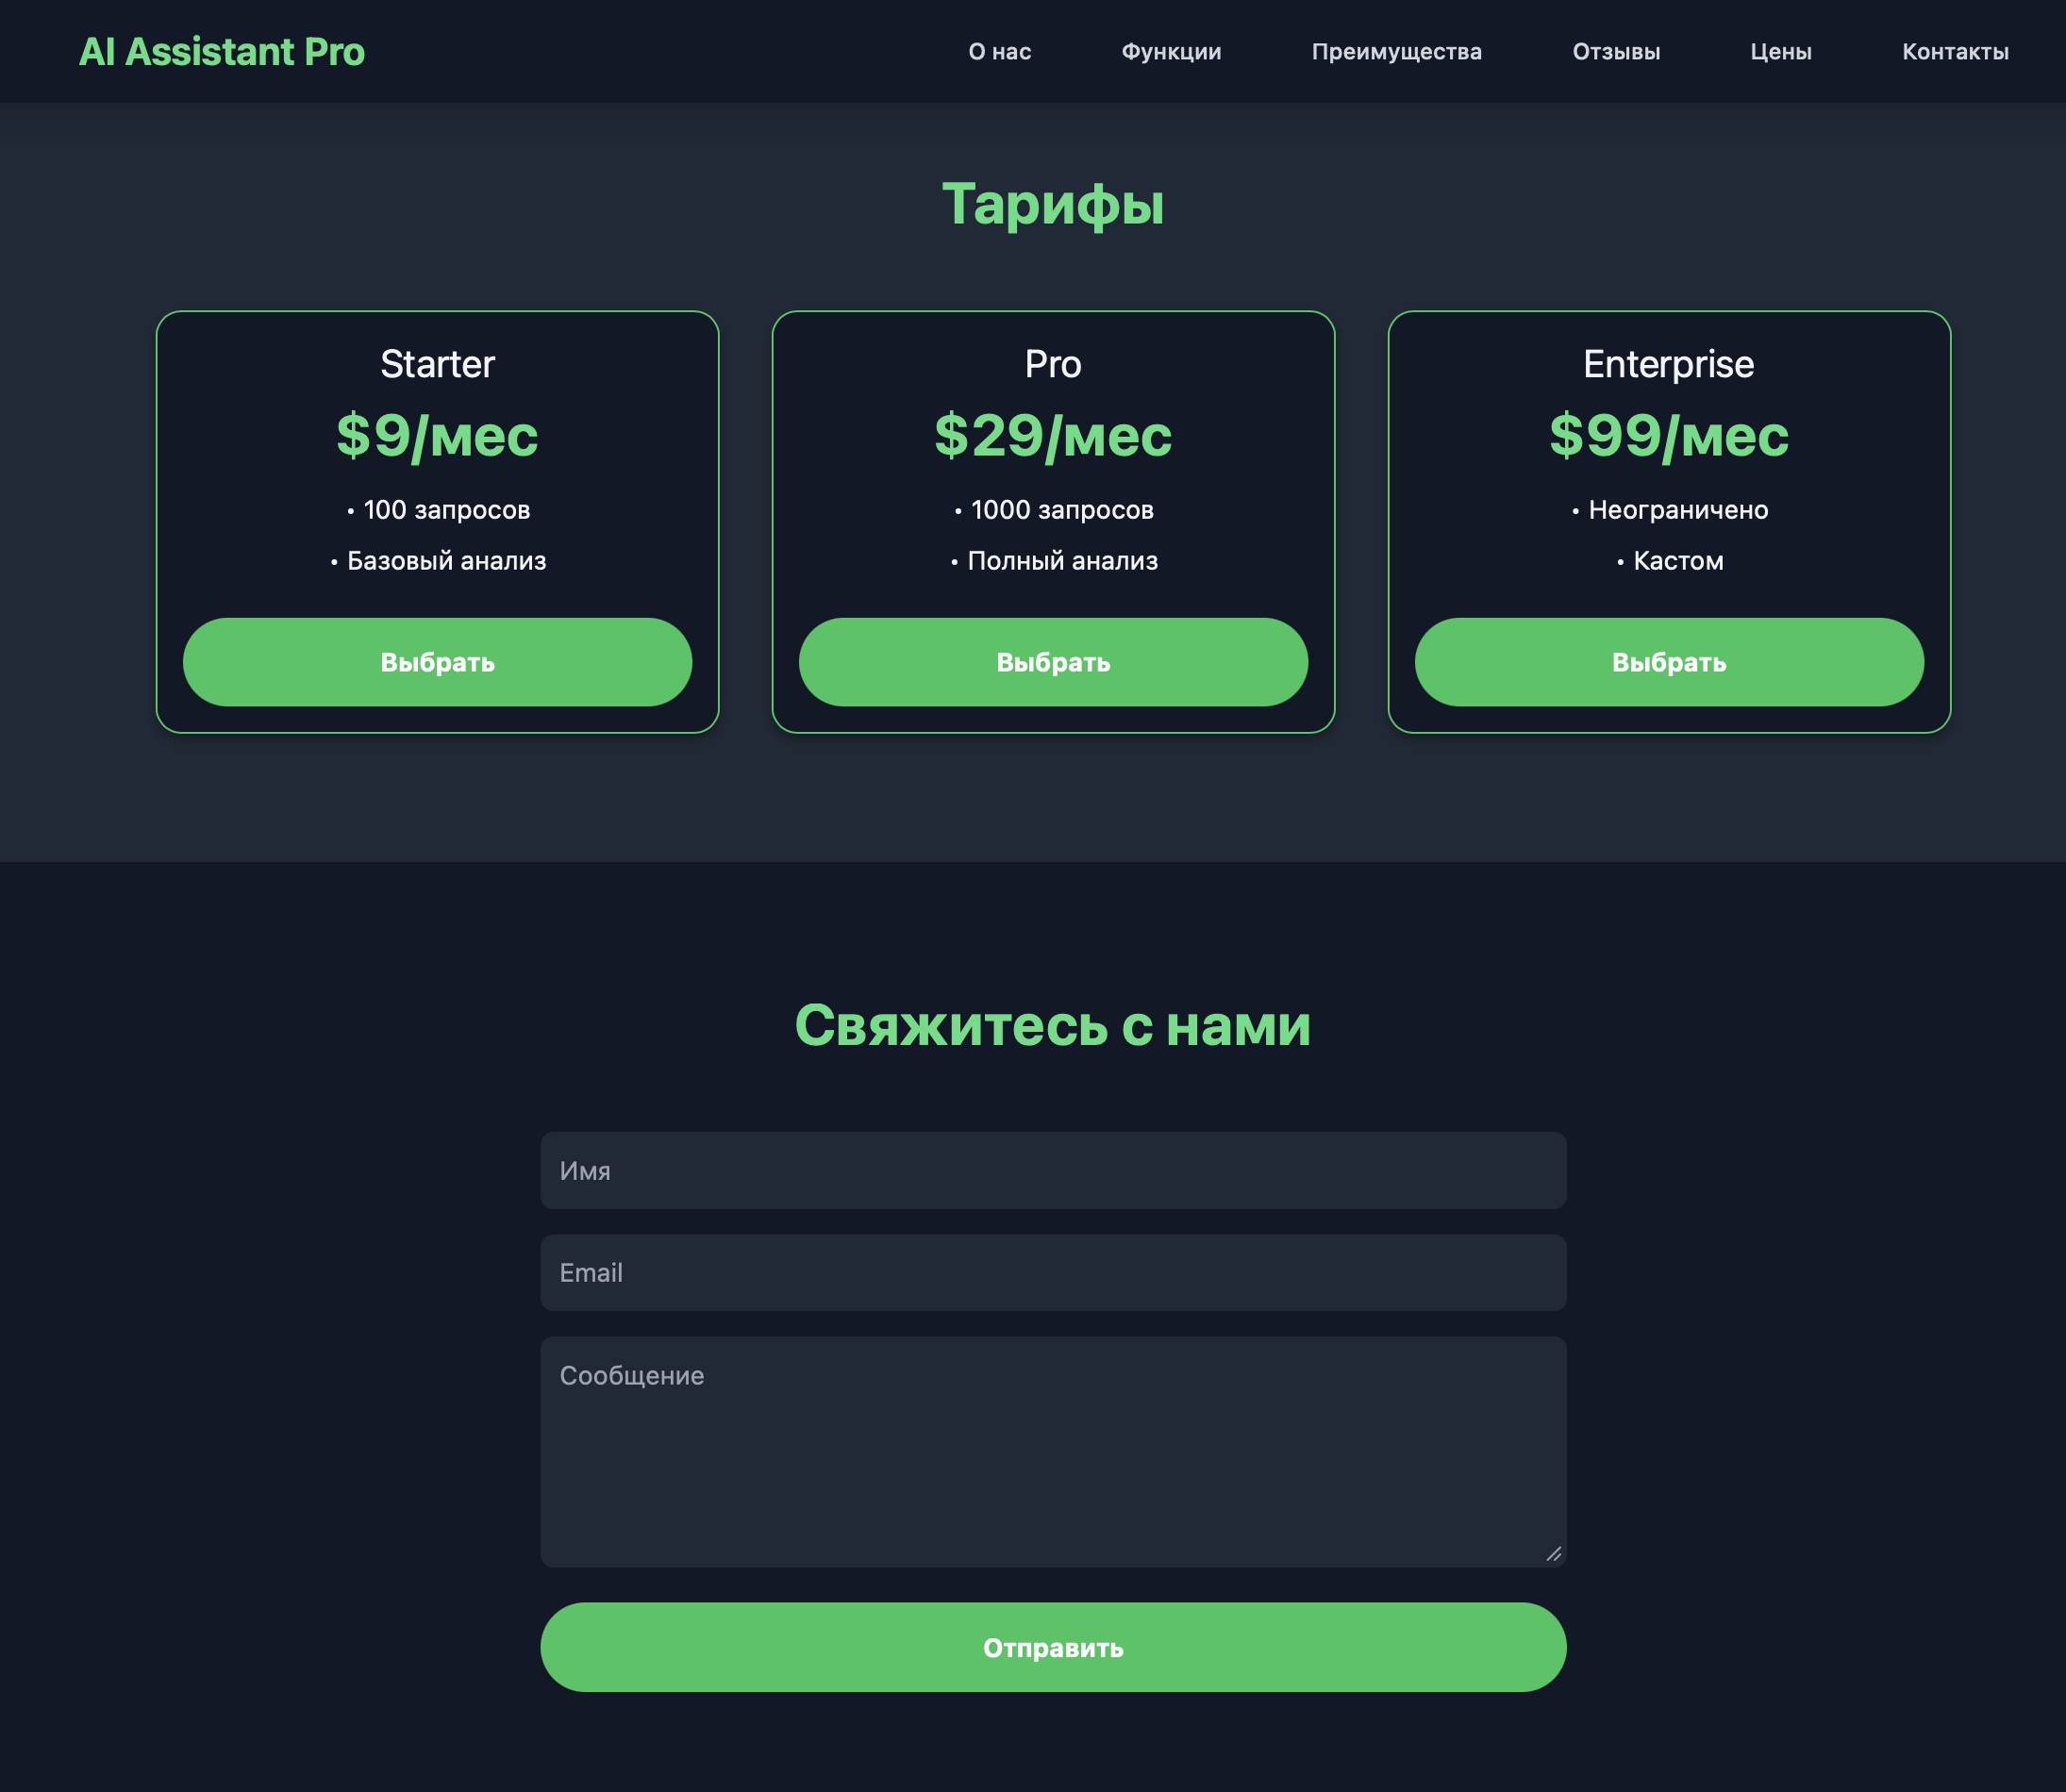 AI Assistant Pro
О нас
Функции
Преимущества
Отзывы
Цены
Контакты
Тарифы
Starter
$9/мес
• 100 запросов
• Базовый анализ
Выбрать
Pro
$29/мес
• 1000 запросов
• Полный анализ
Выбрать
Enterprise
$99/мес
• Неограничено
• Кастом
Выбрать
Свяжитесь с нами
Имя
Email
Сообщение
Отправить